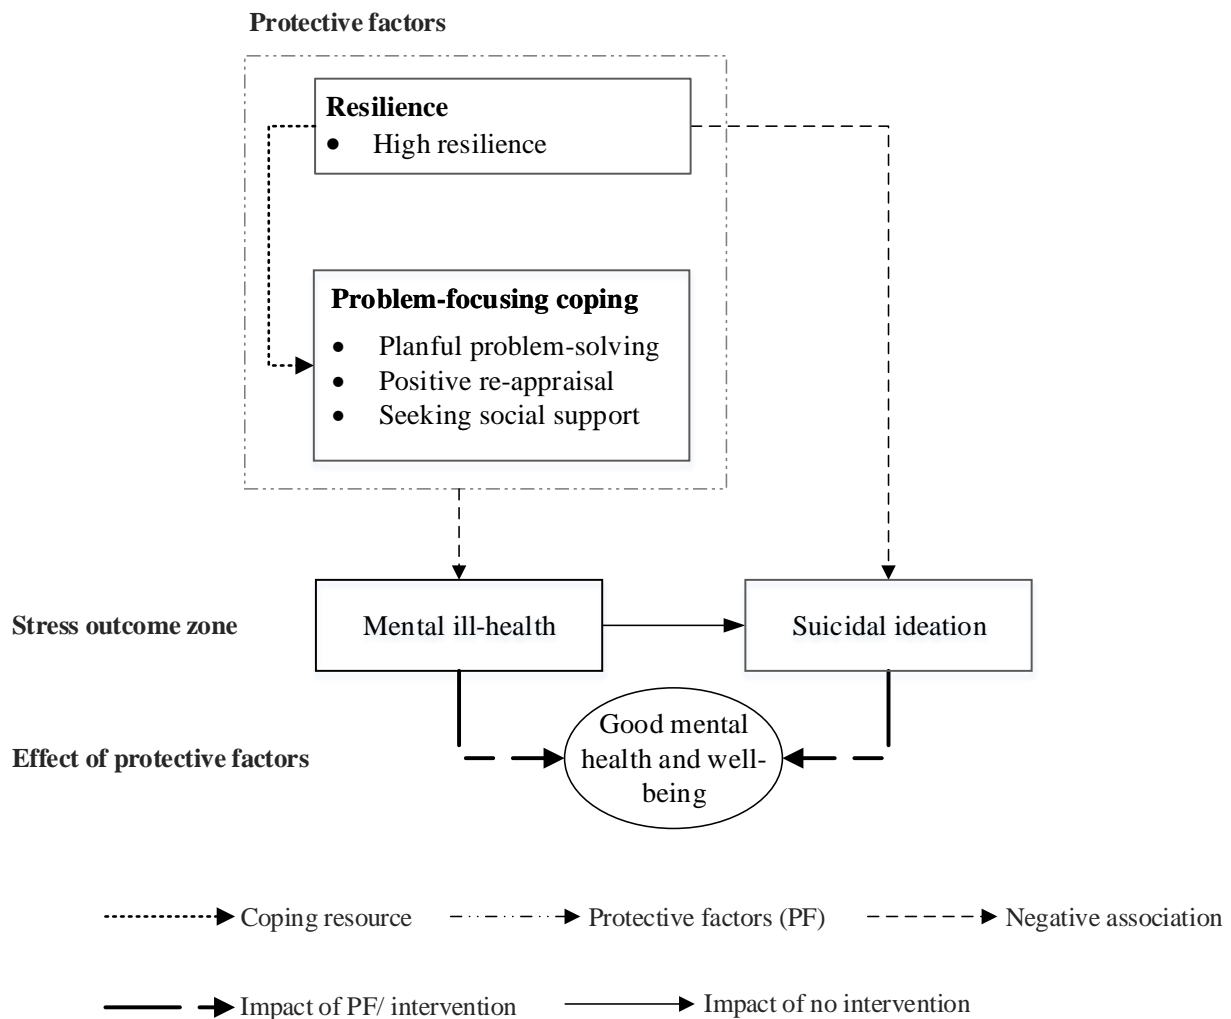 Protective factors
Resilience
• High resilience
Problem-focusing coping
• Planful problem-solving
• Positive re-appraisal
• Seeking social support
Stress outcome zone
Mental ill-health
Suicidal ideation
Effect of protective factors
Good mental
health and well-
being
Coping resource
Protective factors (PF)
Negative association
Impact of PF/ intervention
Impact of no intervention